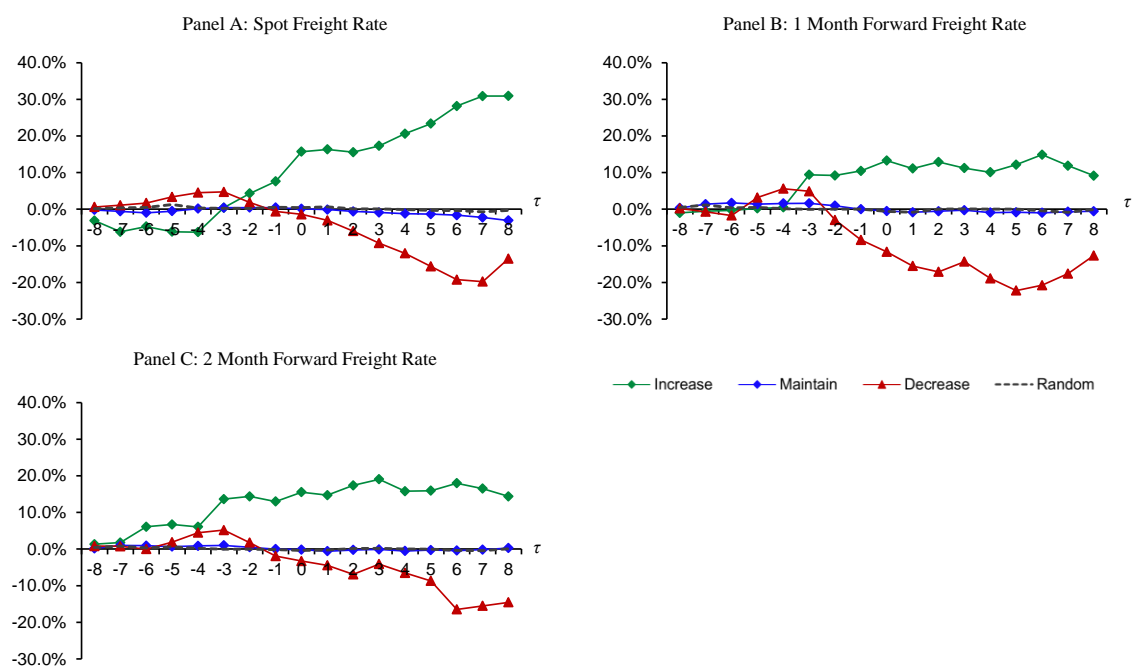 Panel A: Spot Freight Rate
40.0%
30.0%
20.0%
10.0%
0.0%
-10.0%
-20.0%
-30.0%
-8 -7 -6 -5 -4 -3 -2 -1 0 1 2 3 4 5 6 7 8
τ
Panel B: 1 Month Forward Freight Rate
40.0%
30.0%
20.0%
10.0%
0.0%
-10.0%
-20.0%
-30.0%
-8 -7 -6 -5 -4 -3 -2 -1 0 1 2 3 4 5 6 7 8
τ
Panel C: 2 Month Forward Freight Rate
40.0%
30.0%
20.0%
10.0%
0.0%
-10.0%
-20.0%
-30.0%
-8 -7 -6 -5 -4 -3 -2 -1 0 1 2 3 4 5 6 7 8
τ
Increase Maintain Decrease Random